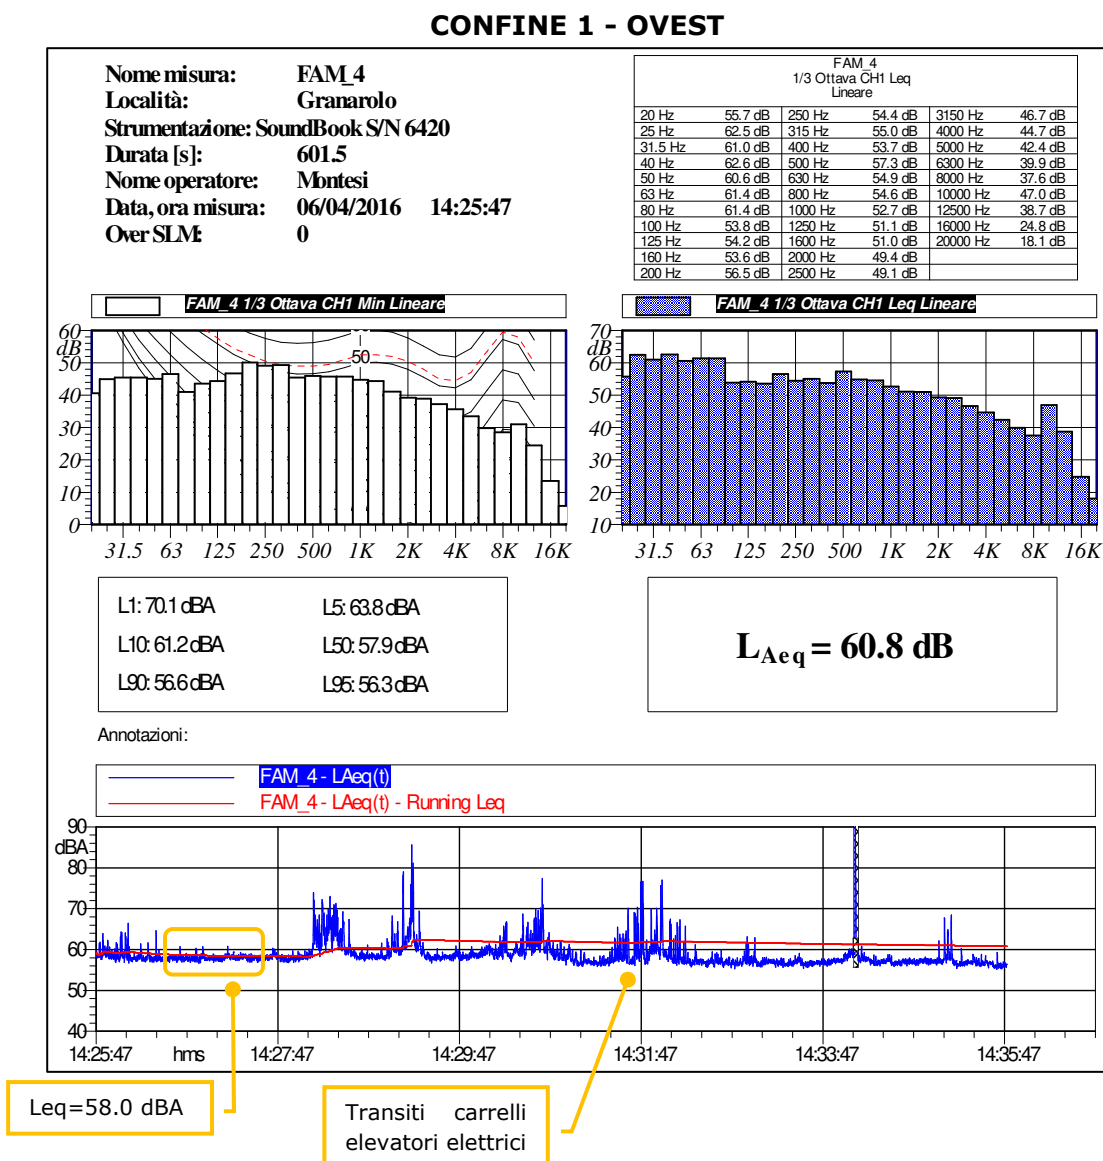 CONFINE 1 - OVEST
Nome misura: FAM_4
Località: Granarolo
Strumentazione: SoundBook S/N 6420
Durata [s]: 601.5
Nome operatore: Montesi
Data, ora misura: 06/04/2016 14:25:47
Over SLM: 0
FAM_4
1/3 Ottava CH1 Leq
Lineare
20 Hz 55.7 dB 250 Hz 54.4 dB 3150 Hz 46.7 dB
25 Hz 62.5 dB 315 Hz 55.0 dB 4000 Hz 44.7 dB
31.5 Hz 61.0 dB 400 Hz 53.7 dB 5000 Hz 42.4 dB
40 Hz 62.6 dB 500 Hz 57.3 dB 6300 Hz 39.9 dB
50 Hz 60.6 dB 630 Hz 54.9 dB 8000 Hz 37.6 dB
63 Hz 61.4 dB 800 Hz 54.6 dB 10000 Hz 47.0 dB
80 Hz 61.4 dB 1000 Hz 52.7 dB 12500 Hz 38.7 dB
100 Hz 53.8 dB 1250 Hz 51.1 dB 16000 Hz 24.8 dB
125 Hz 54.2 dB 1600 Hz 51.0 dB 20000 Hz 18.1 dB
160 Hz 53.6 dB 2000 Hz 49.4 dB
200 Hz 56.5 dB 2500 Hz 49.1 dB
FAM_4 1/3 Ottava CH1 Min Lineare
60
dB
50
40
30
20
10
0
50
31.5 63 125 250 500 1K 2K 4K 8K 16K
FAM_4 1/3 Ottava CH1 Leq Lineare
70
dB
60
50
40
30
20
10
31.5 63 125 250 500 1K 2K 4K 8K 16K
L1: 70.1 dBA L5: 63.8 dBA
L10: 61.2 dBA L50: 57.9 dBA
L90: 56.6 dBA L95: 56.3 dBA
LAeq = 60.8 dB
Annotazioni:
FAM_4 - LAeq(t)
FAM_4 - LAeq(t) - Running Leq
90
dBA
80
70
60
50
40
14:25:47 hms 14:27:47 14:29:47 14:31:47 14:33:47 14:35:47
Leq=58.0 dBA
Transiti carrelli
elevatori elettrici